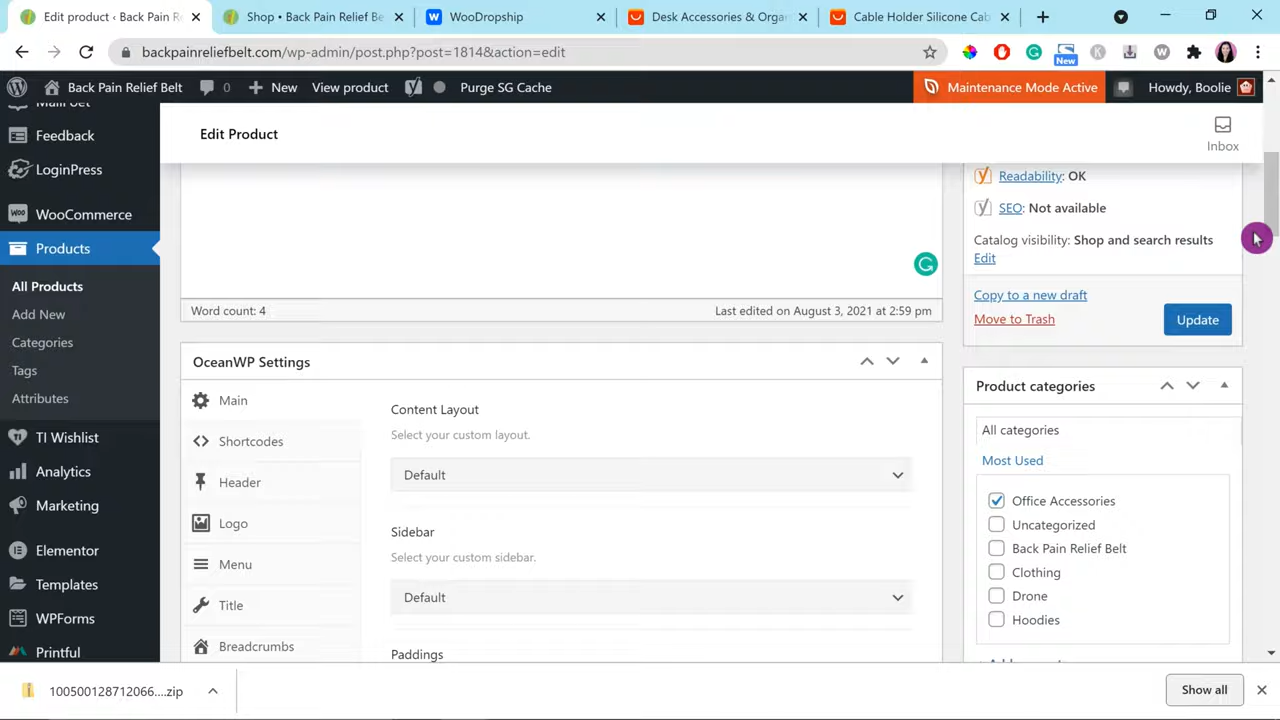 Edit product ‹ Back Pain R
Shop • Back Pain Relief Be
WooDropship
Desk Accessories & Organ
Cable Holder Silicone Cab
backpainreliefbelt.com/wp-admin/post.php?post=1814&action=edit
New
Back Pain Relief Belt
0
New
View product
Purge SG Cache
Maintenance Mode Active
Howdy, Boolie
Feedback
LoginPress
WooCommerce
Products
All Products
Add New
Categories
Tags
Attributes
TI Wishlist
Analytics
Marketing
Elementor
Templates
WPForms
Printful
Edit Product
Inbox
Word count: 4
Last edited on August 3, 2021 at 2:59 pm
OceanWP Settings
Main
Shortcodes
Header
Logo
Menu
Title
Breadcrumbs
Content Layout
Select your custom layout.
Default
Sidebar
Select your custom sidebar.
Default
Paddings
Readability: OK
SEO: Not available
Catalog visibility: Shop and search results
Edit
Copy to a new draft
Move to Trash
Update
Product categories
All categories
Most Used
Office Accessories
Uncategorized
Back Pain Relief Belt
Clothing
Drone
Hoodies
100500128712066....zip
Show all